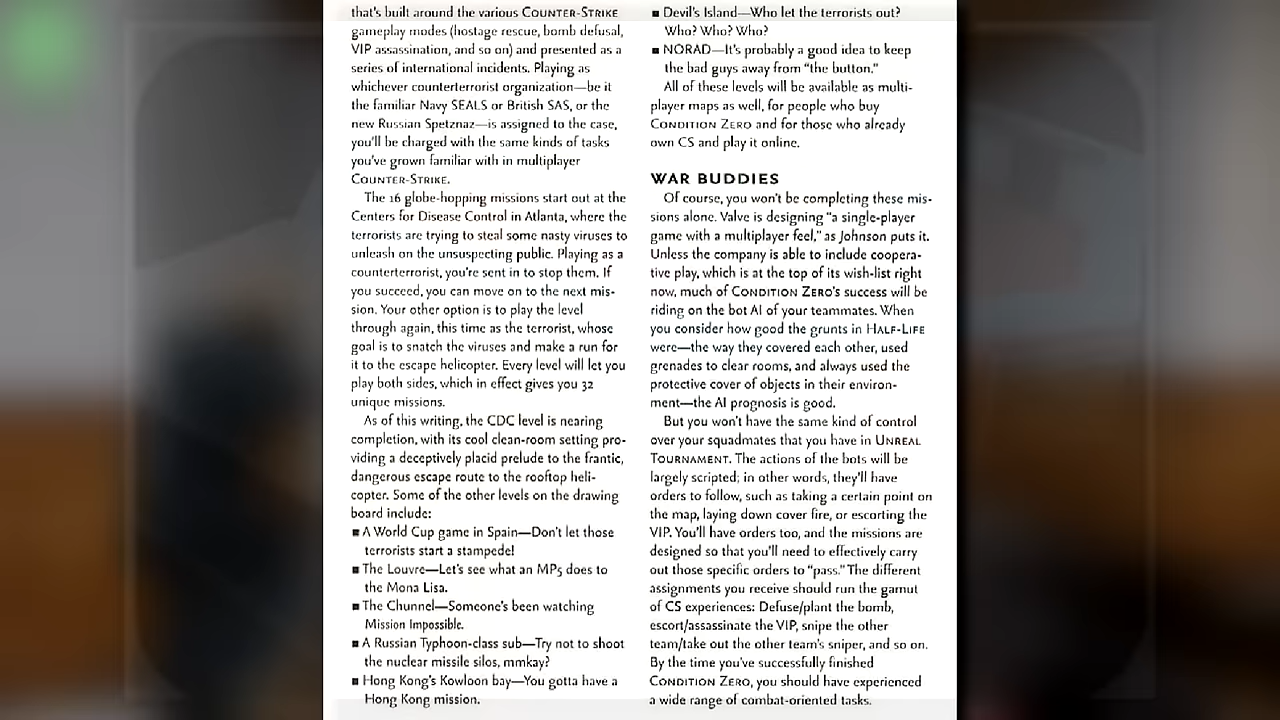 that's built around the various COUNTER-STRIKE
gameplay modes (hostage rescue, bomb defusal,
VIP assassination, and so on) and presented as a
series of international incidents. Playing as
whichever counterterrorist organization—be it
the familiar Navy SEALS or British SAS, or the
new Russian Spetznaz—is assigned to the case,
you'll be charged with the same kinds of tasks
you've grown familiar with in multiplayer
COUNTER-STRIKE.
The 16 globe-hopping missions start out at the
Centers for Disease Control in Atlanta, where the
terrorists are trying to steal some nasty viruses to
unleash on the unsuspecting public. Playing as a
counterterrorist, you're sent in to stop them. If
you succeed, you can move on to the next mis-
sion. Your other option is to play the level
through again, this time as the terrorist, whose
goal is to snatch the viruses and make a run for
it to the escape helicopter. Every level will let you
play both sides, which in effect gives you 32
unique missions.
As of this writing, the CDC level is nearing
completion, with its cool clean-room setting pro-
viding a deceptively placid prelude to the frantic,
dangerous escape route to the rooftop heli-
copter. Some of the other levels on the drawing
board include:
■ A World Cup game in Spain—Don't let those
terrorists start a stampede!
■ The Louvre—Let's see what an MP5 does to
the Mona Lisa.
■ The Chunnel—Someone's been watching
Mission Impossible.
■ A Russian Typhoon-class sub—Try not to shoot
the nuclear missile silos, mmkay?
■ Hong Kong's Kowloon bay—You gotta have a
Hong Kong mission.
■ Devil's Island—Who let the terrorists out?
Who? Who? Who?
■ NORAD—It's probably a good idea to keep
the bad guys away from "the button."
All of these levels will be available as multi-
player maps as well, for people who buy
CONDITION ZERO and for those who already
own CS and play it online.
WAR BUDDIES
Of course, you won't be completing these mis-
sions alone. Valve is designing "a single-player
game with a multiplayer feel," as Johnson puts it.
Unless the company is able to include coopera-
tive play, which is at the top of its wish-list right
now, much of CONDITION ZERO's success will be
riding on the bot AI of your teammates. When
you consider how good the grunts in HALF-LIFE
were—the way they covered each other, used
grenades to clear rooms, and always used the
protective cover of objects in their environ-
ment—the AI prognosis is good.
But you won't have the same kind of control
over your squadmates that you have in UNREAL
TOURNAMENT. The actions of the bots will be
largely scripted; in other words, they'll have
orders to follow, such as taking a certain point on
the map, laying down cover fire, or escorting the
VIP. You'll have orders too, and the missions are
designed so that you'll need to effectively carry
out those specific orders to "pass." The different
assignments you receive should run the gamut
of CS experiences: Defuse/plant the bomb,
escort/assassinate the VIP, snipe the other
team/take out the other team's sniper, and so on.
By the time you've successfully finished
CONDITION ZERO, you should have experienced
a wide range of combat-oriented tasks.